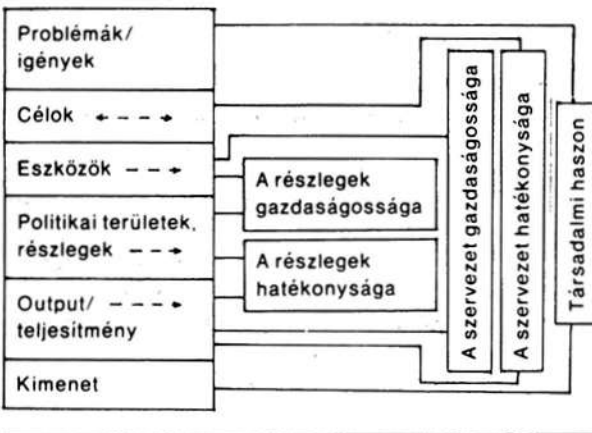 Problémák/
igények
Célok
Eszközök
Politikai területek,
részlegek
Output/
teljesítmény
Kimenet
A részlegek
gazdaságossága
A részlegek
hatékonysága
A szervezet gazdaságossága
A szervezet hatékonysága
Társadalmi haszon